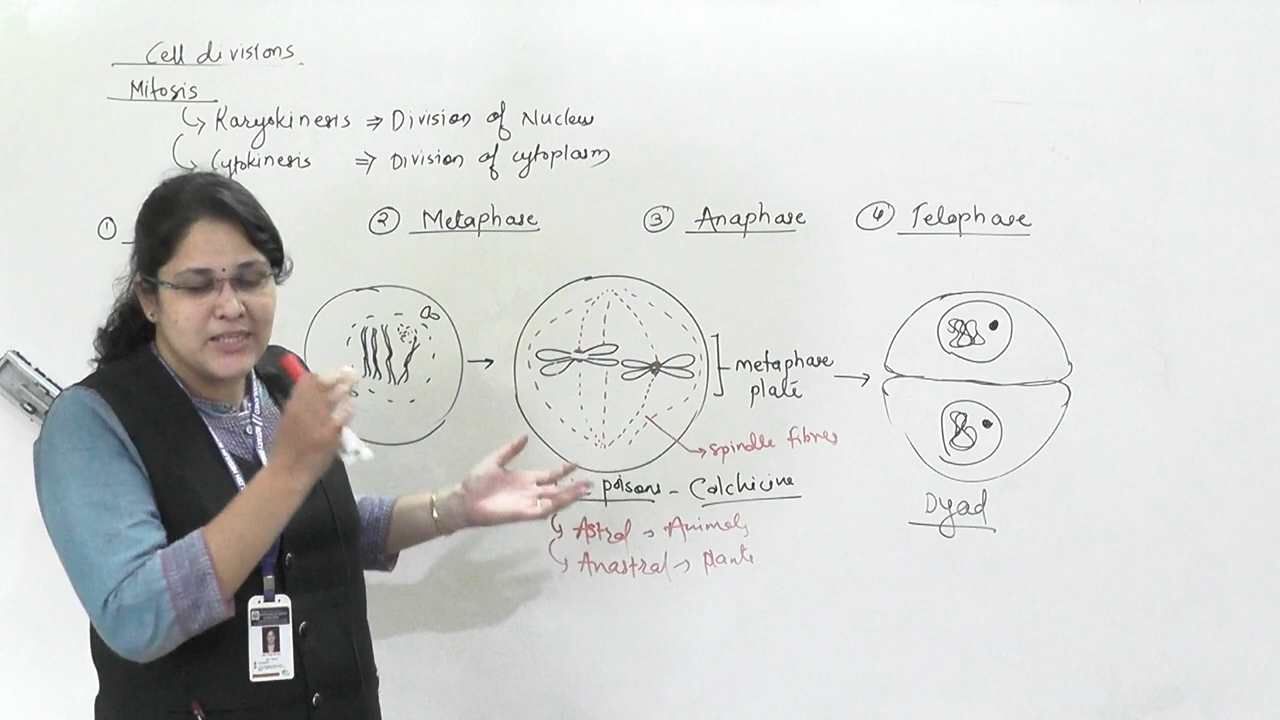 Cell divisions.
Mitosis
↳ Karyokinesis ⇒ Division of Nucleus
↳ Cytokinesis ⇒ Division of cytoplasm
① ② Metaphase ③ Anaphase ④ Telophase
metaphase plate
spindle fibres
poisons - Colchicine
↳ Astral → Animals
↳ Anastral → plants
Dyad